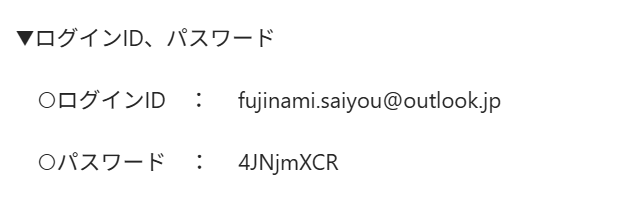 ▼ログインID、パスワード
○ログインID　：　fujinami.saiyou@outlook.jp
○パスワード　：　4JNjmXCR